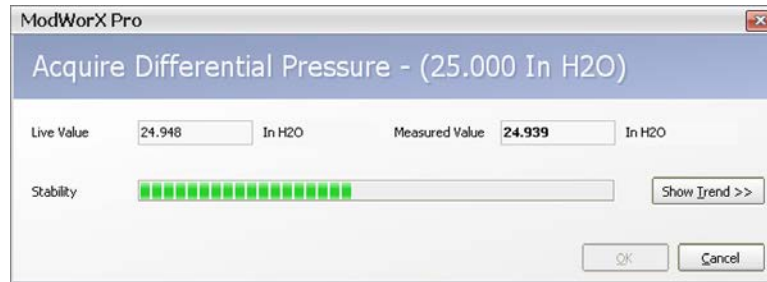 ModWorX Pro
Acquire Differential Pressure - (25.000 In H2O)
Live Value 24.948 In H2O Measured Value 24.939 In H2O
Stability Show Trend >>
OK Cancel